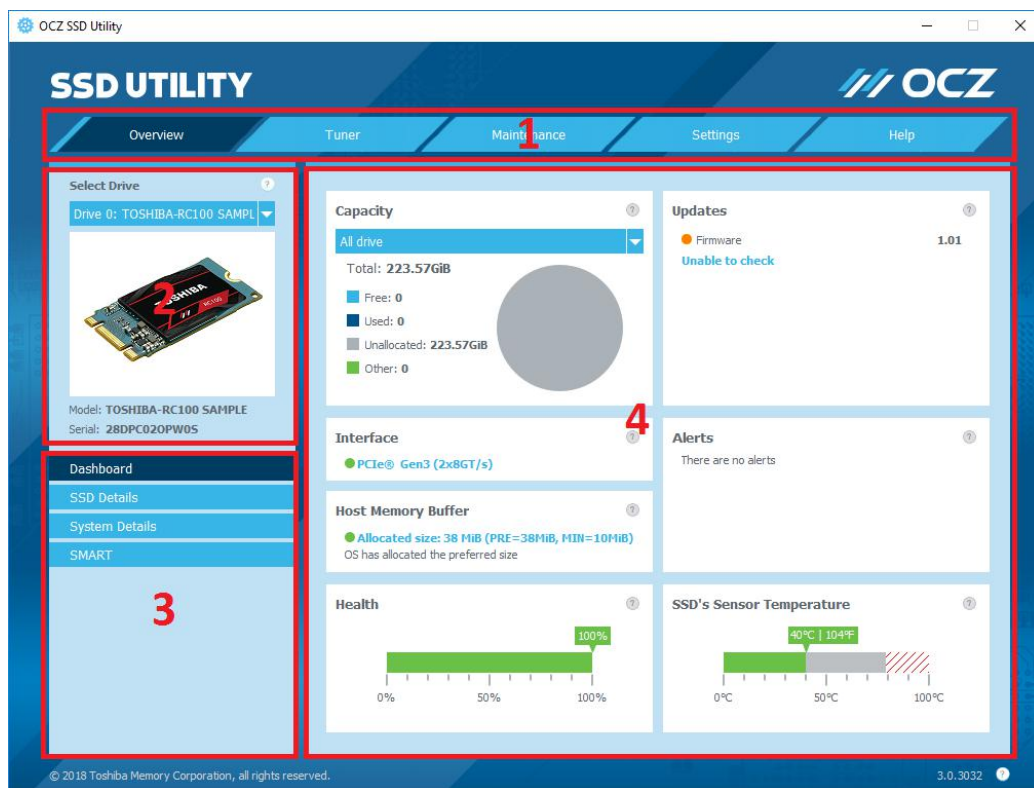 OCZ SSD Utility
SSD UTILITY
OCZ
Overview
Tuner
Maintenance
Settings
Help
1
Select Drive
Drive 0: TOSHIBA-RC100 SAMPL
TOSHIBA
RC100
2
Model: TOSHIBA-RC100 SAMPLE
Serial: 28DPC02OPW0S
Dashboard
SSD Details
System Details
SMART
3
Capacity
All drive
Total: 223.57GiB
Free: 0
Used: 0
Unallocated: 223.57GiB
Other: 0
4
Updates
Firmware 1.01
Unable to check
Interface
PCIe® Gen3 (2x8GT/s)
Host Memory Buffer
Allocated size: 38 MiB (PRE=38MiB, MIN=10MiB)
OS has allocated the preferred size
Alerts
There are no alerts
Health
100%
0% 50% 100%
SSD's Sensor Temperature
40°C | 104°F
0°C 50°C 100°C
© 2018 Toshiba Memory Corporation, all rights reserved.
3.0.3032 ?